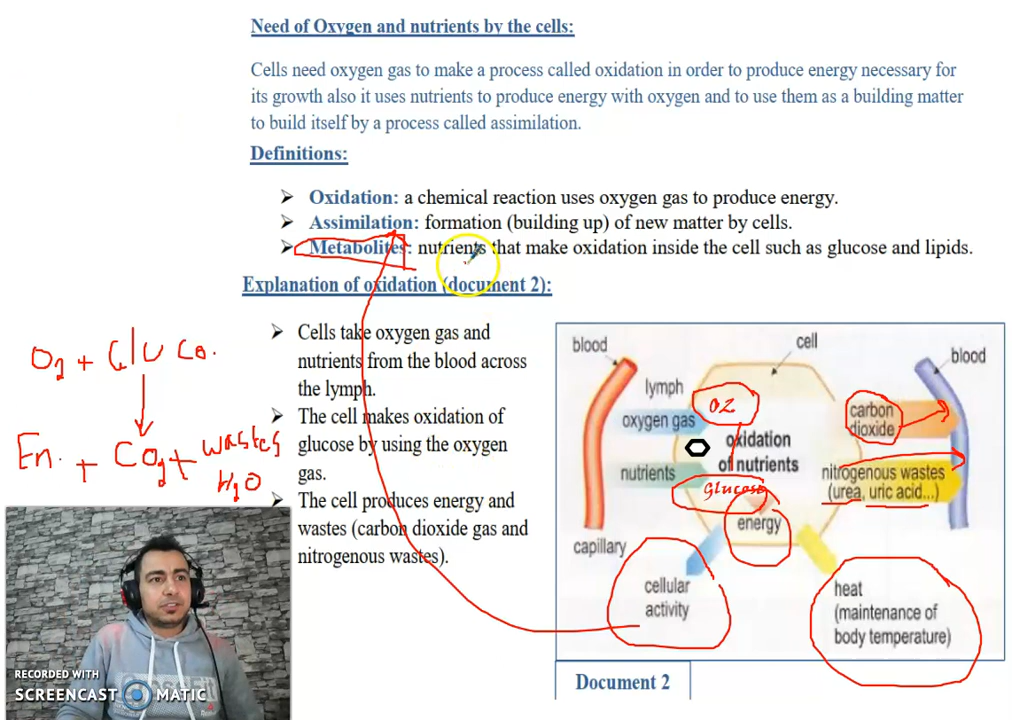 Need of Oxygen and nutrients by the cells:
Cells need oxygen gas to make a process called oxidation in order to produce energy necessary for
its growth also it uses nutrients to produce energy with oxygen and to use them as a building matter
to build itself by a process called assimilation.
Definitions:
Oxidation: a chemical reaction uses oxygen gas to produce energy.
Assimilation: formation (building up) of new matter by cells.
Metabolites: nutrients that make oxidation inside the cell such as glucose and lipids.
Explanation of oxidation (document 2):
Cells take oxygen gas and
nutrients from the blood across
the lymph.
The cell makes oxidation of
glucose by using the oxygen
gas.
The cell produces energy and
wastes (carbon dioxide gas and
nitrogenous wastes).
O2 + Gluco.
En. + CO2 + wastes
H2O
blood
cell
blood
lymph
O2
oxygen gas
carbon
dioxide
oxidation
of nutrients
nutrients
nitrogenous wastes
(urea, uric acid...)
Glucose
energy
capillary
cellular
activity
heat
(maintenance of
body temperature)
Document 2
RECORDED WITH
SCREENCAST MATIC